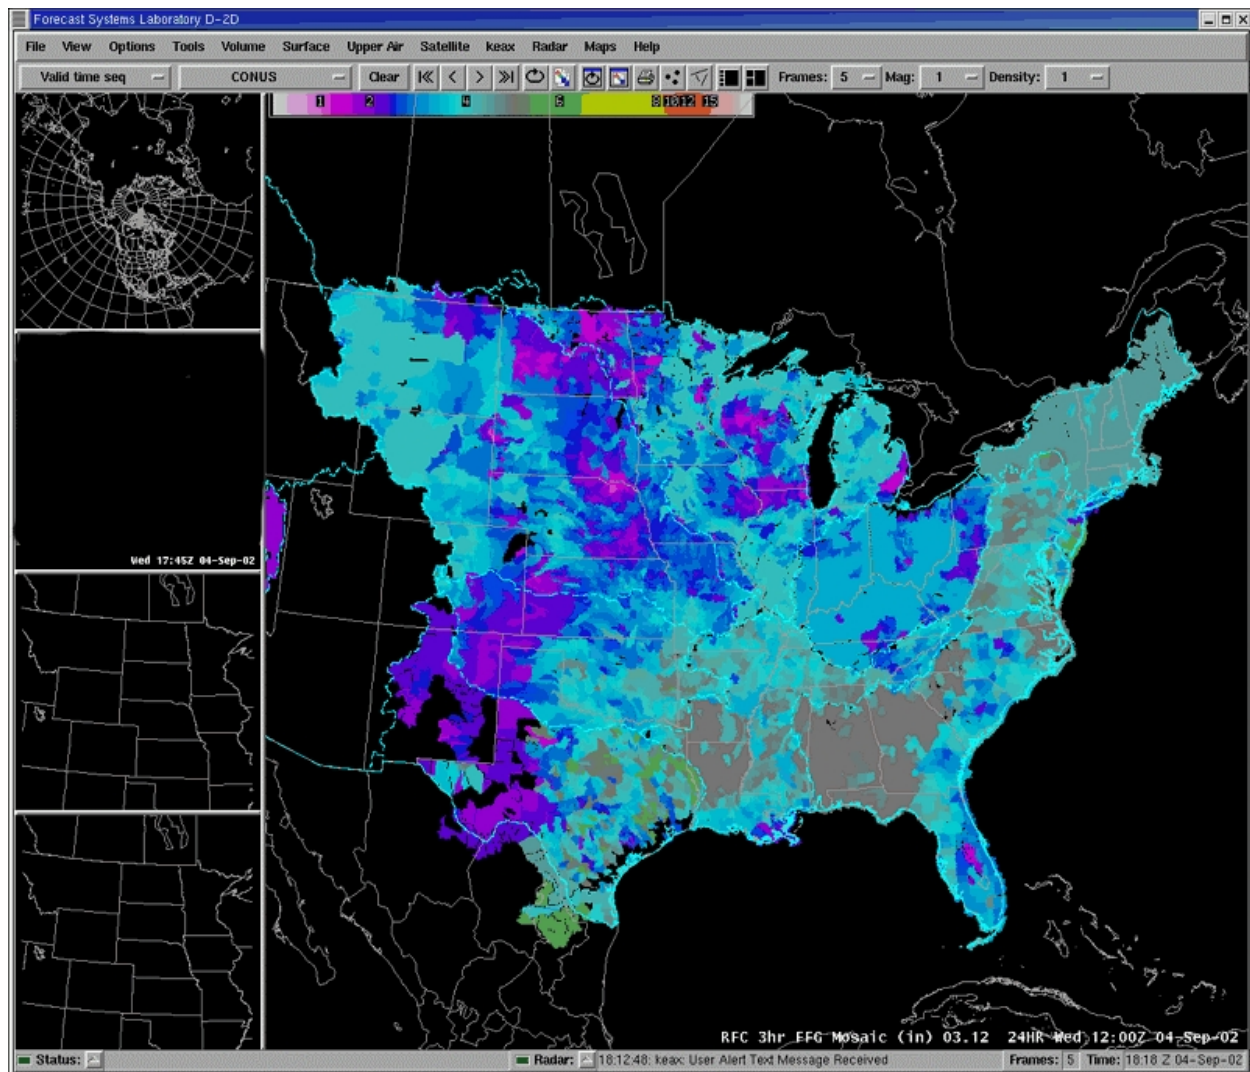 Forecast Systems Laboratory D-2D
File View Options Tools Volume Surface Upper Air Satellite keax Radar Maps Help
Valid time seq CONUS Clear Frames: 5 Mag: 1 Density: 1
1 2 4 6 8 10 12 15
Wed 17:45Z 04-Sep-02
RFC 3hr FFG Mosaic (in) 03.12 24HR Wed 12:00Z 04-Sep-02
Status: Radar: 18:12:48: keax: User Alert Text Message Received Frames: 5 Time: 18:18 Z 04-Sep-02